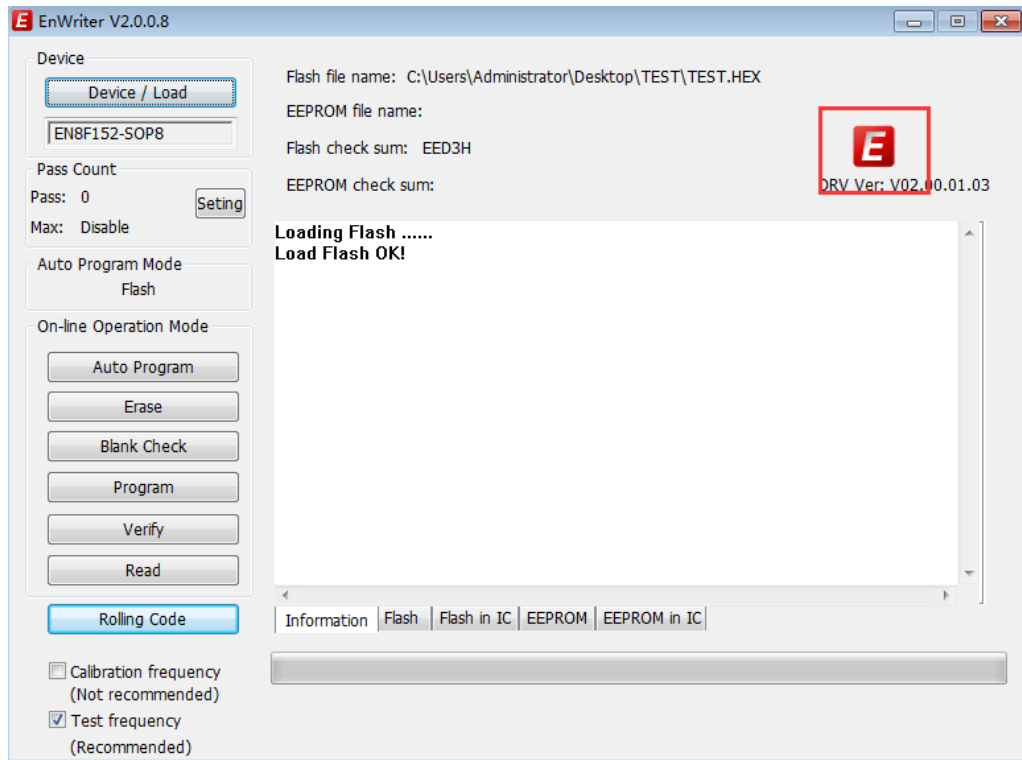 E EnWriter V2.0.0.8
Device
Device / Load
EN8F152-SOP8
Pass Count
Pass: 0
Seting
Max: Disable
Auto Program Mode
Flash
On-line Operation Mode
Auto Program
Erase
Blank Check
Program
Verify
Read
Rolling Code
Calibration frequency
(Not recommended)
Test frequency
(Recommended)
Flash file name: C:\Users\Administrator\Desktop\TEST\TEST.HEX
EEPROM file name:
Flash check sum: EED3H
EEPROM check sum:
E
DRV Ver: V02.00.01.03
Loading Flash ......
Load Flash OK!
Information Flash Flash in IC EEPROM EEPROM in IC